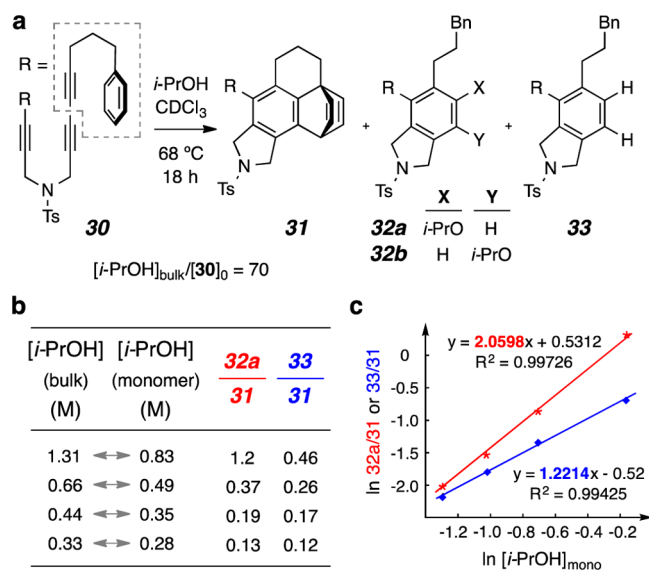 a
R =
R
N
Ts
30
i-PrOH
CDCl3
68 ºC
18 h
R
N
Ts
31
+
Bn
R
X
Y
N
Ts
X Y
32a i-PrO H
32b H i-PrO
+
Bn
R
H
H
N
Ts
33
[i-PrOH]bulk/[30]0 = 70
b
[i-PrOH] [i-PrOH] 32a 33
(bulk) (monomer) 31 31
(M) (M)
1.31 0.83 1.2 0.46
0.66 0.49 0.37 0.26
0.44 0.35 0.19 0.17
0.33 0.28 0.13 0.12
c
y = 2.0598x + 0.5312
R2 = 0.99726
y = 1.2214x - 0.52
R2 = 0.99425
ln 32a/31 or 33/31
0
-0.5
-1.0
-1.5
-2.0
-1.2 -1.0 -0.8 -0.6 -0.4 -0.2
ln [i-PrOH]mono